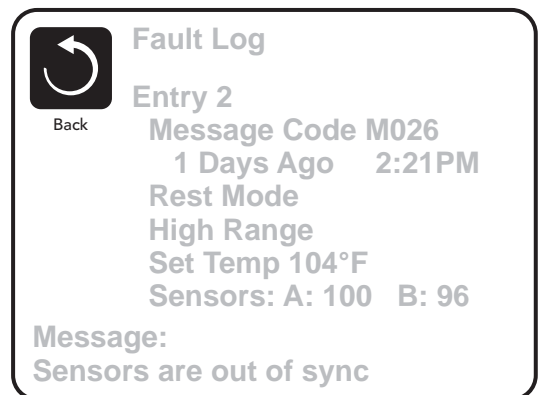 Fault Log
Back
Entry 2
Message Code M026
1 Days Ago 2:21PM
Rest Mode
High Range
Set Temp 104°F
Sensors: A: 100 B: 96
Message:
Sensors are out of sync